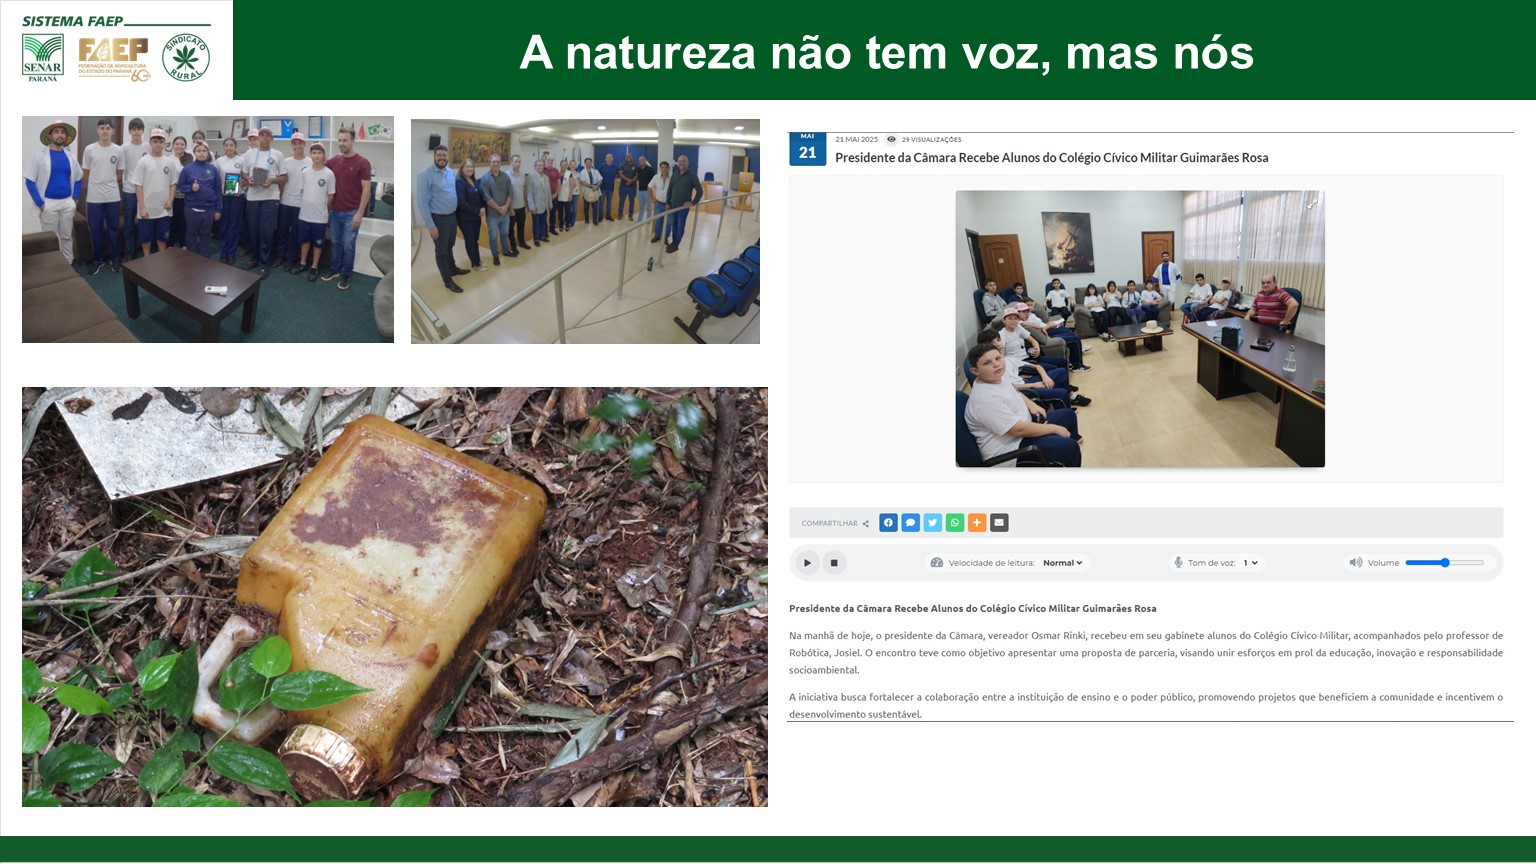 SISTEMA FAEP
SENAR
PARANÁ
FAEP
FEDERAÇÃO DA AGRICULTURA
DO ESTADO DO PARANÁ
60
SINDICATO
RURAL
A natureza não tem voz, mas nós
MAI
21
21 MAI 2025
29 VISUALIZAÇÕES
Presidente da Câmara Recebe Alunos do Colégio Cívico Militar Guimarães Rosa
COMPARTILHAR
Velocidade de leitura: Normal
Tom de voz: 1
Volume
Presidente da Câmara Recebe Alunos do Colégio Cívico Militar Guimarães Rosa
Na manhã de hoje, o presidente da Câmara, vereador Osmar Rinki, recebeu em seu gabinete alunos do Colégio Cívico Militar, acompanhados pelo professor de
Robótica, Josiel. O encontro teve como objetivo apresentar uma proposta de parceria, visando unir esforços em prol da educação, inovação e responsabilidade
socioambiental.
A iniciativa busca fortalecer a colaboração entre a instituição de ensino e o poder público, promovendo projetos que beneficiem a comunidade e incentivem o
desenvolvimento sustentável.